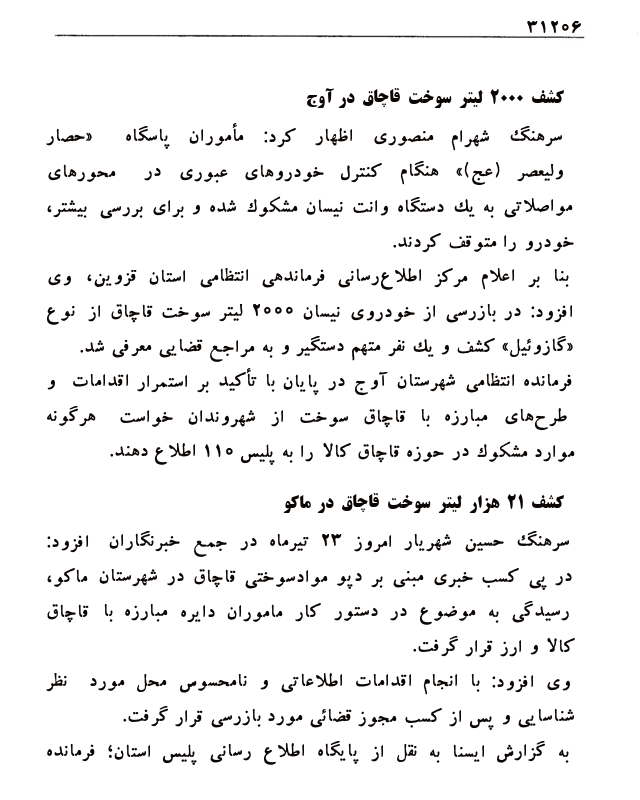 ۳۱۲۰۶
کشف ۲۰۰۰ لیتر سوخت قاچاق در آوج
سرهنگ شهرام منصوری اظهار کرد: مأموران پاسگاه «حصار
ولیعصر (عج)» هنگام کنترل خودروهای عبوری در محورهای
مواصلاتی به یك دستگاه وانت نیسان مشکوك شده و برای بررسی بیشتر،
خودرو را متوقف کردند.
بنا بر اعلام مرکز اطلاع‌رسانی فرماندهی انتظامی استان قزوین، وی
افزود: در بازرسی از خودروی نیسان ۲۰۰۰ لیتر سوخت قاچاق از نوع
«گازوئیل» کشف و یك نفر متهم دستگیر و به مراجع قضایی معرفی شد.
فرمانده انتظامی شهرستان آوج در پایان با تأکید بر استمرار اقدامات و
طرح‌های مبارزه با قاچاق سوخت از شهروندان خواست هرگونه
موارد مشکوك در حوزه قاچاق کالا را به پلیس ۱۱۰ اطلاع دهند.
کشف ۲۱ هزار لیتر سوخت قاچاق در ماکو
سرهنگ حسین شهریار امروز ۲۳ تیرماه در جمع خبرنگاران افزود:
در پی کسب خبری مبنی بر دپو موادسوختی قاچاق در شهرستان ماکو،
رسیدگی به موضوع در دستور کار ماموران دایره مبارزه با قاچاق
کالا و ارز قرار گرفت.
وی افزود: با انجام اقدامات اطلاعاتی و نامحسوس محل مورد نظر
شناسایی و پس از کسب مجوز قضائی مورد بازرسی قرار گرفت.
به گزارش ایسنا به نقل از پایگاه اطلاع رسانی پلیس استان؛ فرمانده